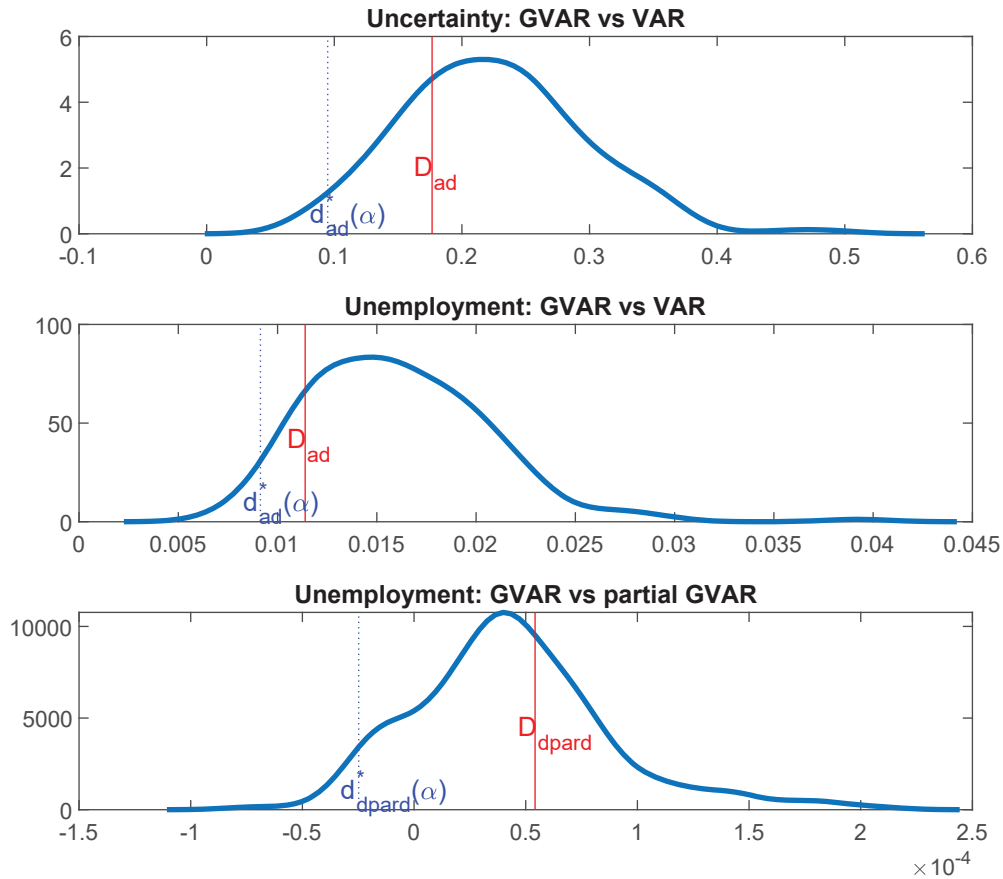 Uncertainty: GVAR vs VAR
6
4
2
0
D_ad
d*_ad(α)
-0.1 0 0.1 0.2 0.3 0.4 0.5 0.6
Unemployment: GVAR vs VAR
100
50
0
D_ad
d*_ad(α)
0 0.005 0.01 0.015 0.02 0.025 0.03 0.035 0.04 0.045
Unemployment: GVAR vs partial GVAR
10000
5000
0
D_dpard
d*_dpard(α)
-1.5 -1 -0.5 0 0.5 1 1.5 2 2.5
×10^-4